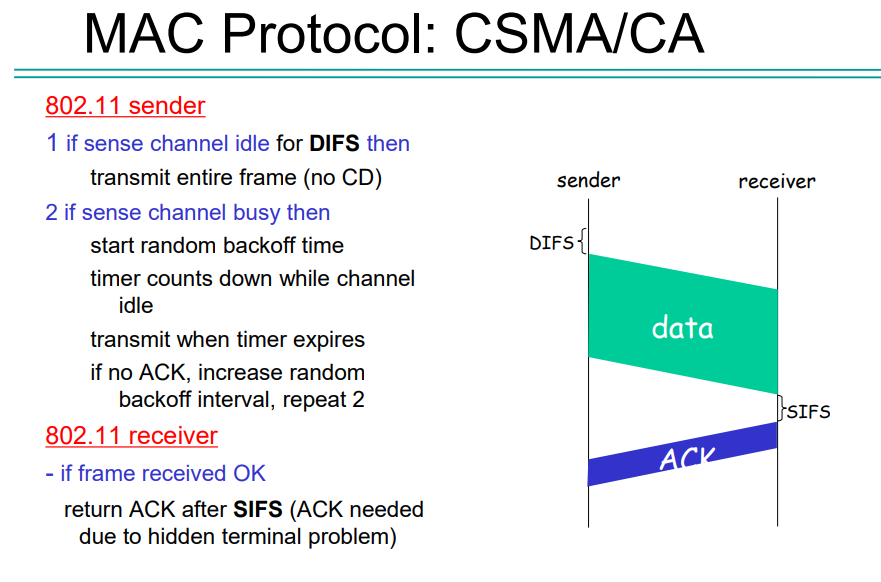 MAC Protocol: CSMA/CA
802.11 sender
1 if sense channel idle for DIFS then
transmit entire frame (no CD)
2 if sense channel busy then
start random backoff time
timer counts down while channel
idle
transmit when timer expires
if no ACK, increase random
backoff interval, repeat 2
802.11 receiver
- if frame received OK
return ACK after SIFS (ACK needed
due to hidden terminal problem)
sender
receiver
DIFS
data
SIFS
ACK